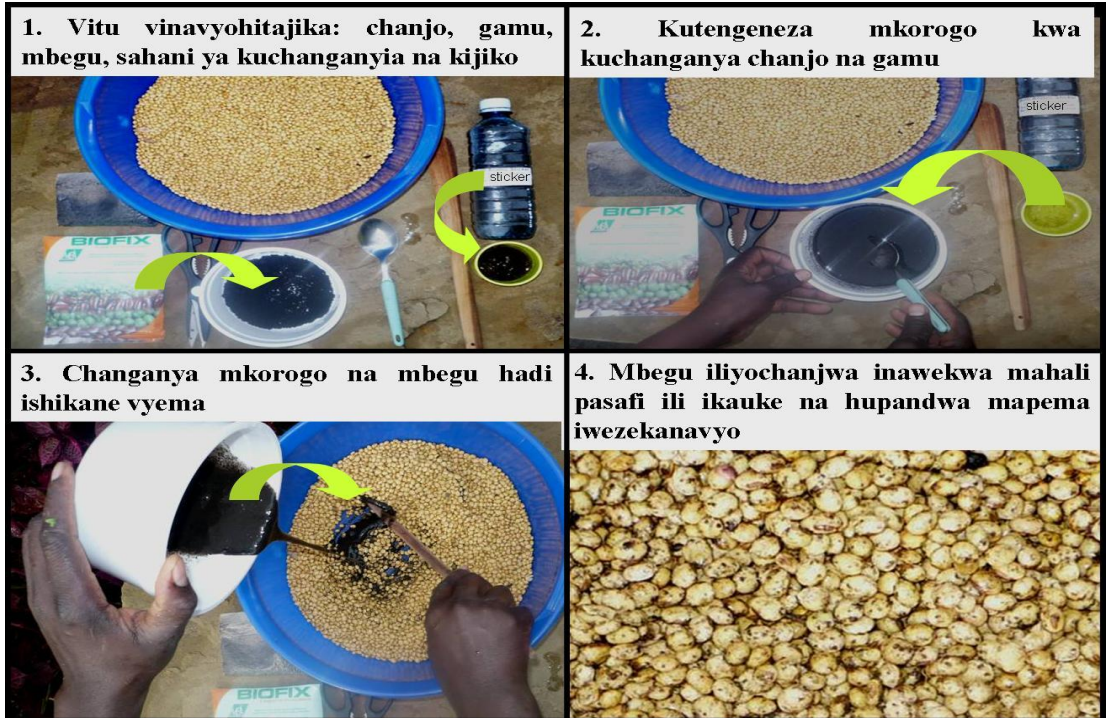 1. Vitu vinavyohitajika: chanjo, gamu,
mbegu, sahani ya kuchanganyia na kijiko
sticker
BIOFIX
2. Kutengeneza mkorogo kwa
kuchanganya chanjo na gamu
sticker
BIOFIX
3. Changanya mkorogo na mbegu hadi
ishikane vyema
BIOFIX
4. Mbegu iliyochanjwa inawekwa mahali
pasafi ili ikauke na hupandwa mapema
iwezekanavyo